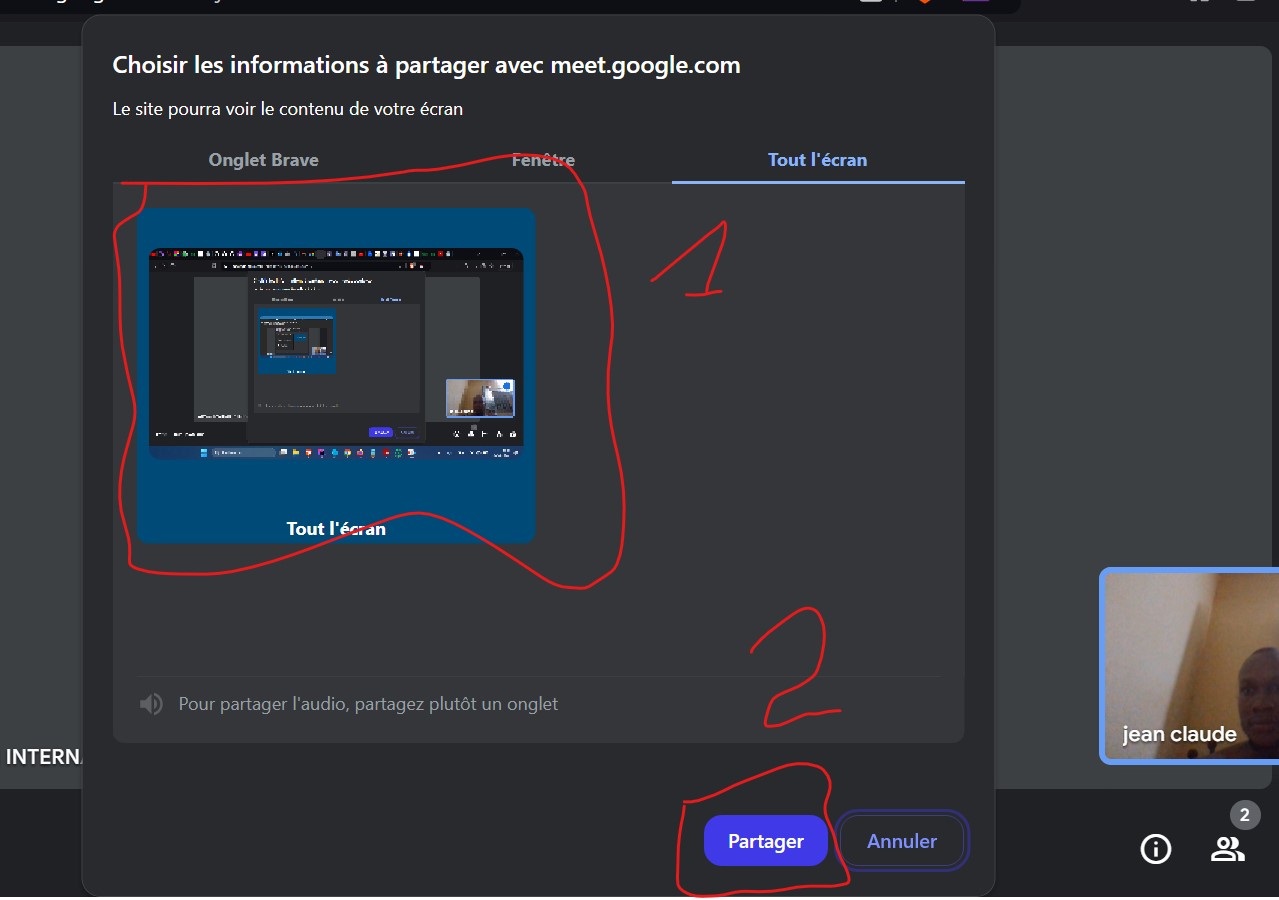 Choisir les informations à partager avec meet.google.com
Le site pourra voir le contenu de votre écran
Onglet Brave
Fenêtre
Tout l'écran
1
Tout l'écran
2
Pour partager l'audio, partagez plutôt un onglet
INTERNA
jean claude
2
Partager
Annuler